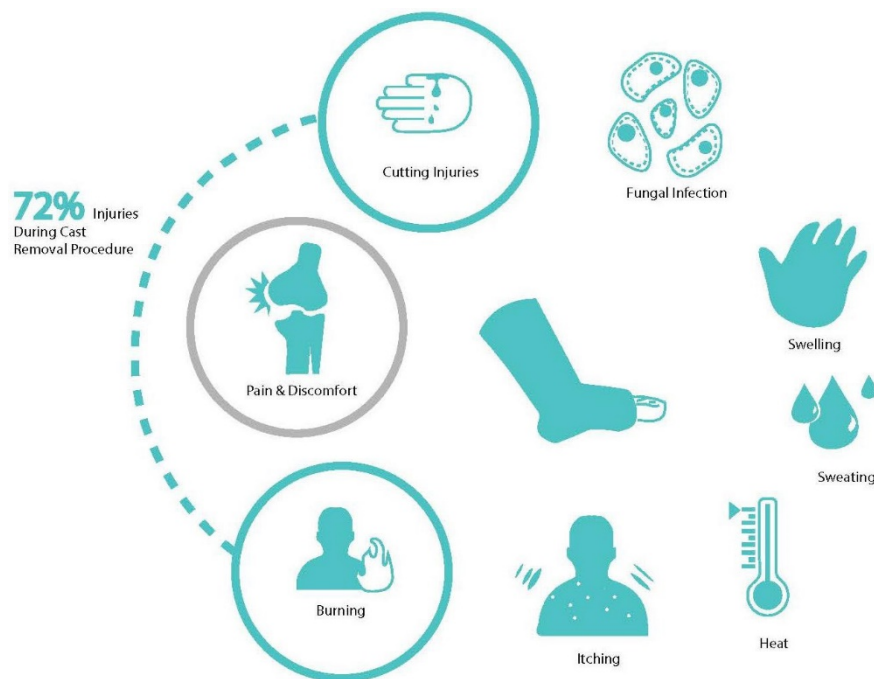 Cutting Injuries
Fungal Infection
72% Injuries
During Cast
Removal Procedure
Pain & Discomfort
Swelling
Sweating
Burning
Itching
Heat